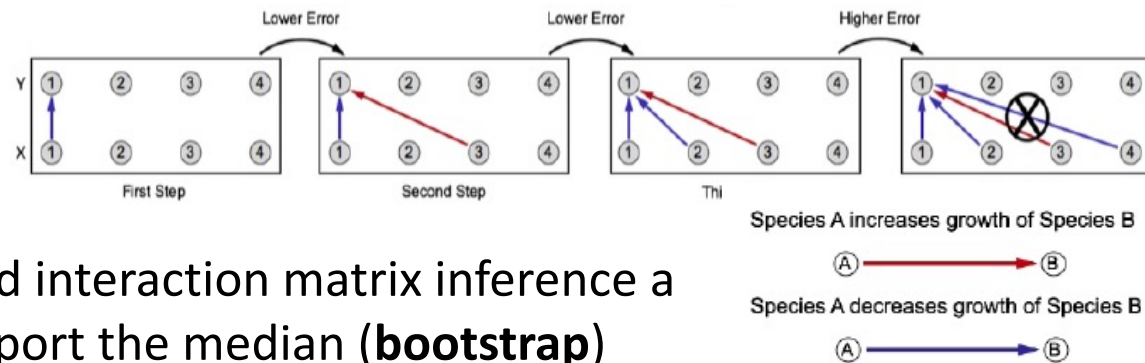 Lower Error Lower Error Higher Error
Y 1 2 3 4 1 2 3 4 1 2 3 4 1 2 3 4
X 1 2 3 4 1 2 3 4 1 2 3 4 1 2 3 4
First Step Second Step Thi
Species A increases growth of Species B
A B
d interaction matrix inference a
Species A decreases growth of Species B
port the median (bootstrap)
A B